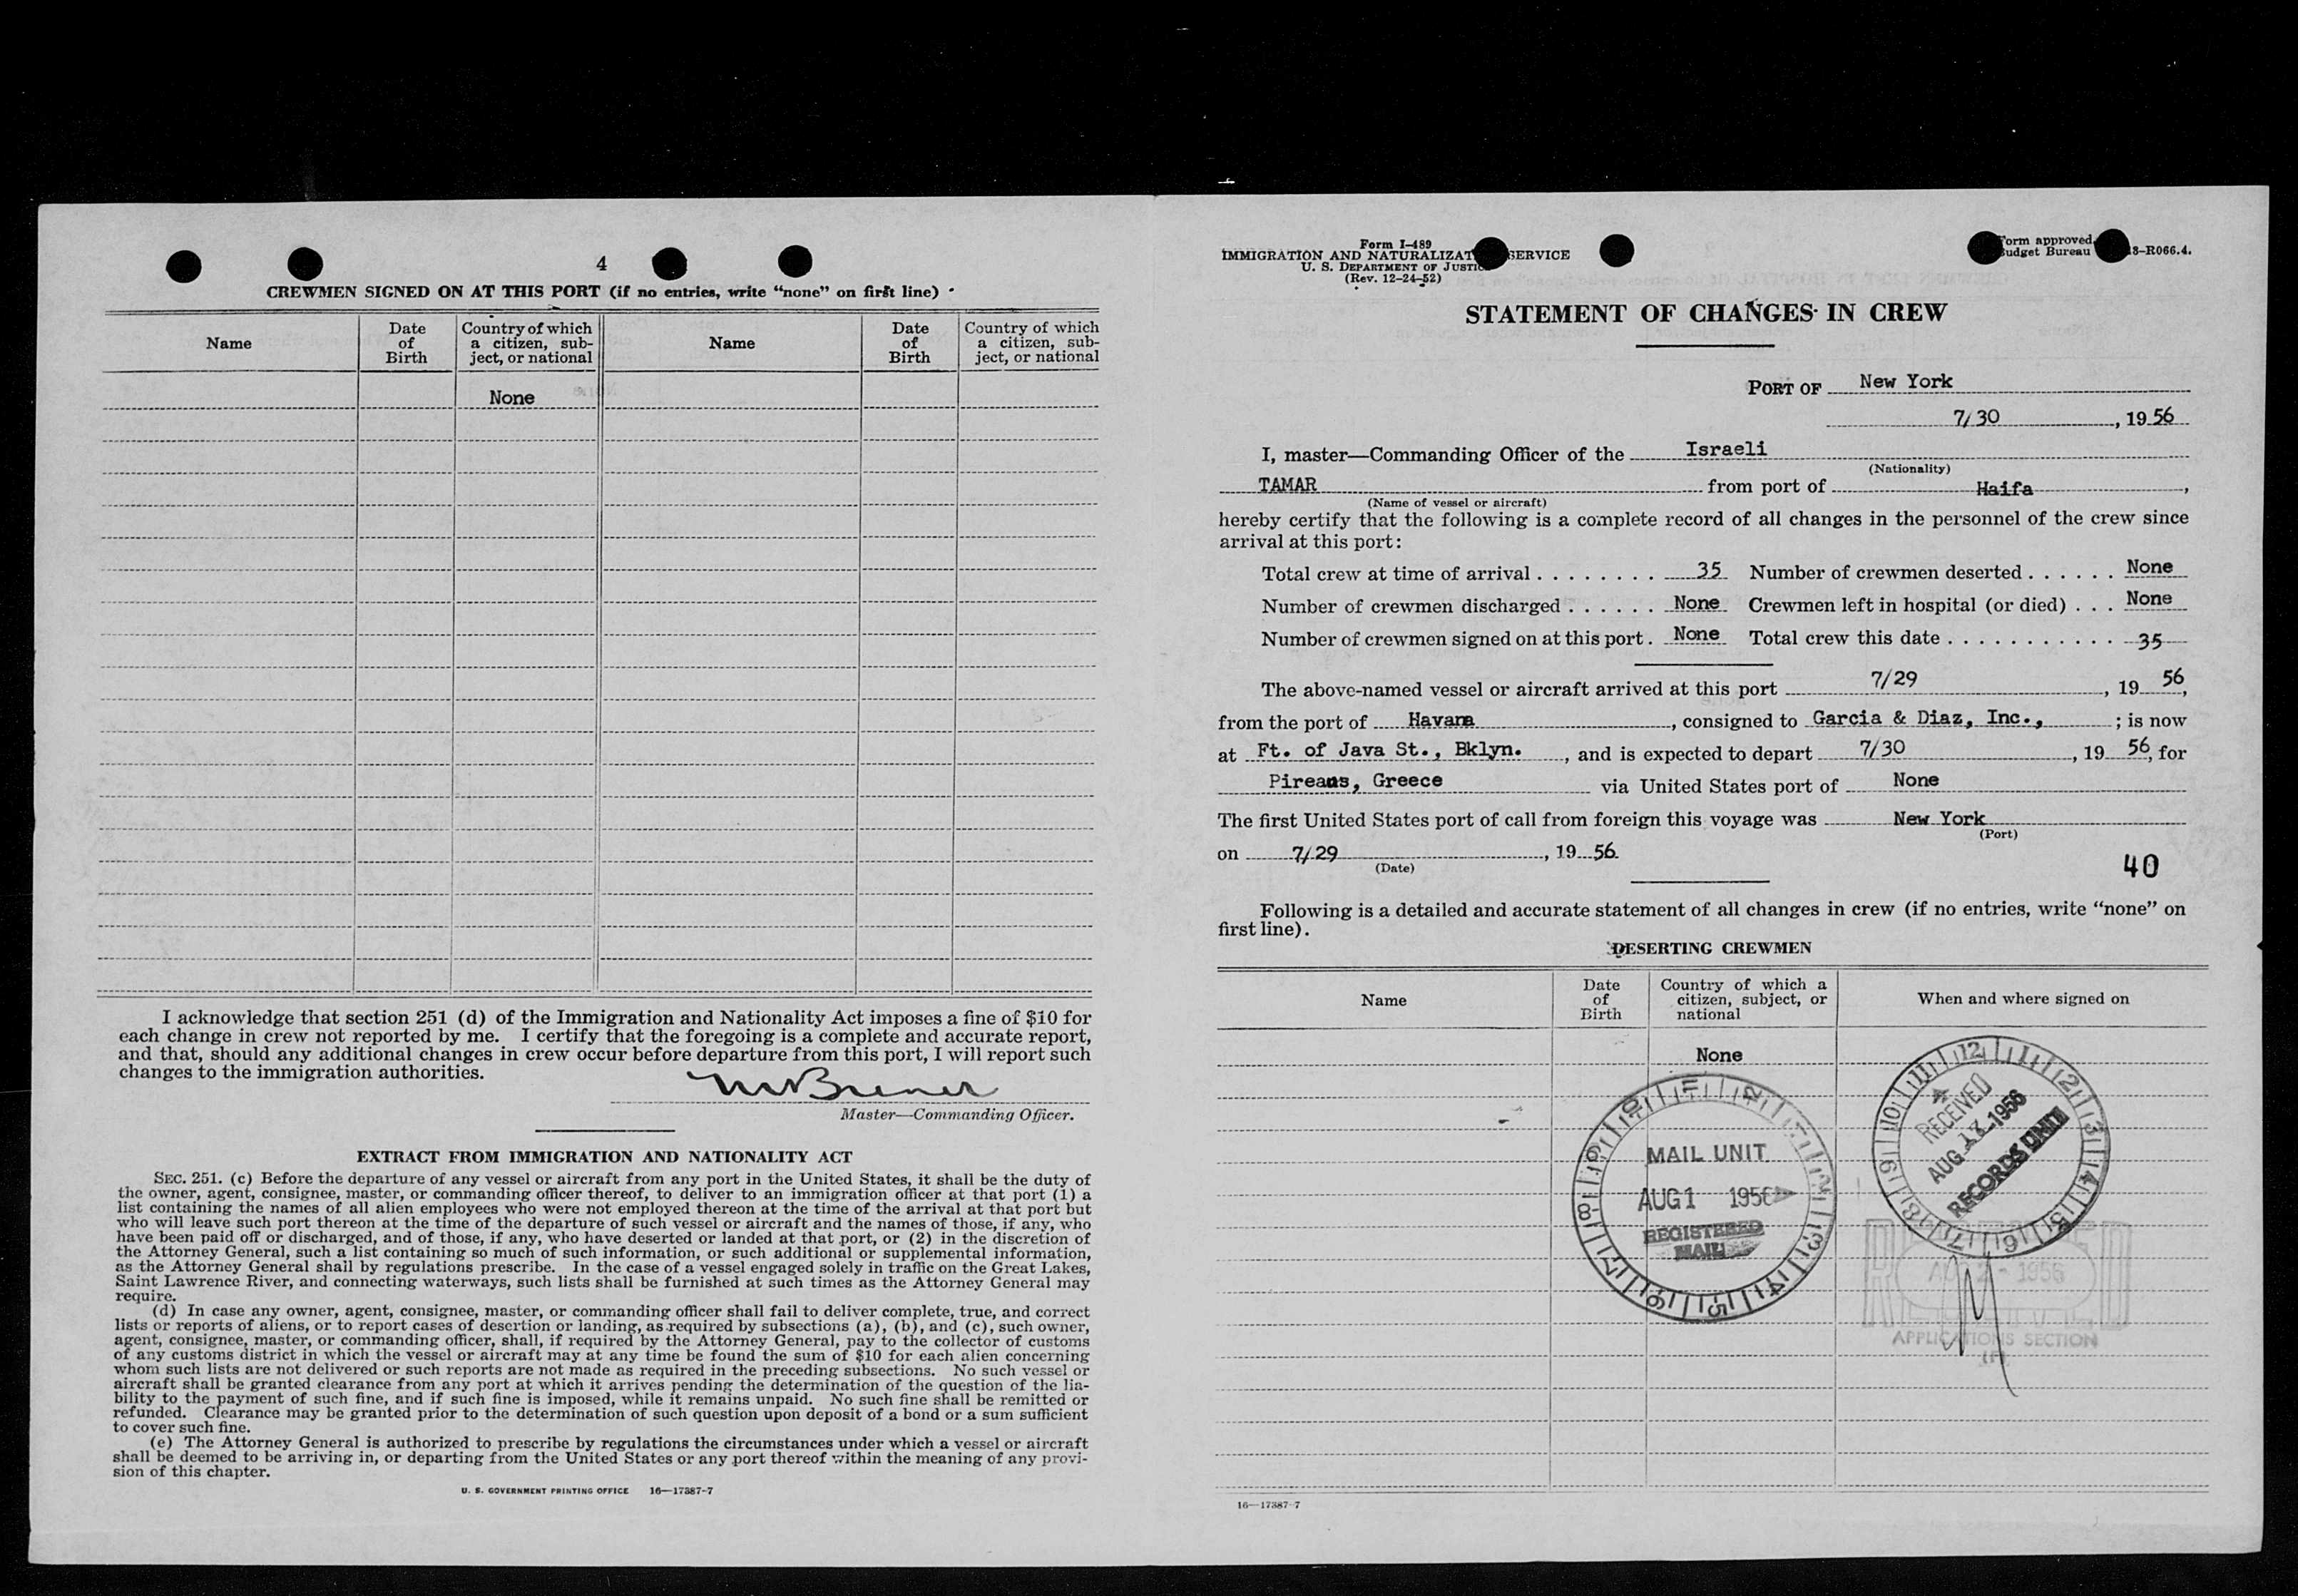 4
CREWMEN SIGNED ON AT THIS PORT (if no entries, write "none" on first line)
Name
Date of Birth
Country of which a citizen, subject, or national
Name
Date of Birth
Country of which a citizen, subject, or national
None
I acknowledge that section 251 (d) of the Immigration and Nationality Act imposes a fine of $10 for
each change in crew not reported by me. I certify that the foregoing is a complete and accurate report,
and that, should any additional changes in crew occur before departure from this port, I will report such
changes to the immigration authorities.
Master—Commanding Officer.
EXTRACT FROM IMMIGRATION AND NATIONALITY ACT
SEC. 251. (c) Before the departure of any vessel or aircraft from any port in the United States, it shall be the duty of
the owner, agent, consignee, master, or commanding officer thereof, to deliver to an immigration officer at that port (1) a
list containing the names of all alien employees who were not employed thereon at the time of the arrival at that port but
who will leave such port thereon at the time of the departure of such vessel or aircraft and the names of those, if any, who
have been paid off or discharged, and of those, if any, who have deserted or landed at that port, or (2) in the discretion of
the Attorney General, such a list containing so much of such information, or such additional or supplemental information,
as the Attorney General shall by regulations prescribe. In the case of a vessel engaged solely in traffic on the Great Lakes,
Saint Lawrence River, and connecting waterways, such lists shall be furnished at such times as the Attorney General may
require.
(d) In case any owner, agent, consignee, master, or commanding officer shall fail to deliver complete, true, and correct
lists or reports of aliens, or to report cases of desertion or landing, as required by subsections (a), (b), and (c), such owner,
agent, consignee, master, or commanding officer, shall, if required by the Attorney General, pay to the collector of customs
of any customs district in which the vessel or aircraft may at any time be found the sum of $10 for each alien concerning
whom such lists are not delivered or such reports are not made as required in the preceding subsections. No such vessel or
aircraft shall be granted clearance from any port at which it arrives pending the determination of the question of the lia-
bility to the payment of such fine, and if such fine is imposed, while it remains unpaid. No such fine shall be remitted or
refunded. Clearance may be granted prior to the determination of such question upon deposit of a bond or a sum sufficient
to cover such fine.
(e) The Attorney General is authorized to prescribe by regulations the circumstances under which a vessel or aircraft
shall be deemed to be arriving in, or departing from the United States or any port thereof within the meaning of any provi-
sion of this chapter.
U. S. GOVERNMENT PRINTING OFFICE 16—17387-7
Form I-489
IMMIGRATION AND NATURALIZAT SERVICE
U. S. DEPARTMENT OF JUSTIC
(Rev. 12-24-52)
Form approved.
Budget Bureau 43-R066.4.
STATEMENT OF CHANGES IN CREW
PORT OF New York
7/30, 1956
I, master—Commanding Officer of the Israeli
(Nationality)
TAMAR from port of Haifa,
(Name of vessel or aircraft)
hereby certify that the following is a complete record of all changes in the personnel of the crew since
arrival at this port:
Total crew at time of arrival 35 Number of crewmen deserted None
Number of crewmen discharged None Crewmen left in hospital (or died) None
Number of crewmen signed on at this port None Total crew this date 35
The above-named vessel or aircraft arrived at this port 7/29, 1956,
from the port of Havana, consigned to Garcia & Diaz, Inc.,; is now
at Ft. of Java St., Bklyn., and is expected to depart 7/30, 1956, for
Pireaus, Greece via United States port of None
The first United States port of call from foreign this voyage was New York
(Port)
on 7/29, 1956
(Date)
40
Following is a detailed and accurate statement of all changes in crew (if no entries, write "none" on
first line).
DESERTING CREWMEN
Name
Date of Birth
Country of which a citizen, subject, or national
When and where signed on
None
MAIL UNIT
AUG 1 1956
REGISTERED
MAIL
RECEIVED
AUG 1956
RECORDS UNIT
AUG 2 - 1956
APPLICATIONS SECTION
16—17387-7